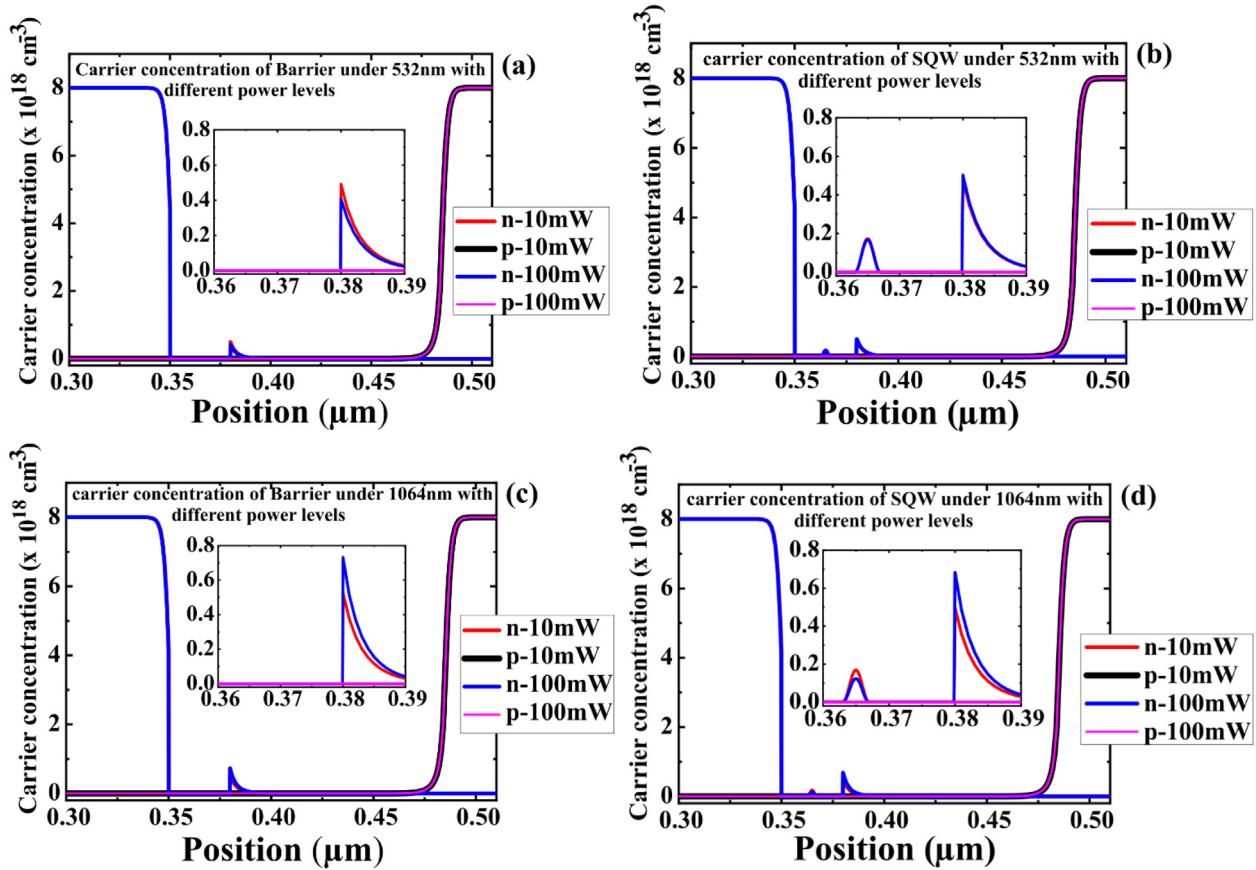 Carrier concentration (x 10^18 cm^-3)
(a)
Carrier concentration of Barrier under 532nm with
different power levels
8
6
4
2
0
0.8
0.6
0.4
0.2
0.0
0.36 0.37 0.38 0.39
n-10mW
p-10mW
n-100mW
p-100mW
0.30 0.35 0.40 0.45 0.50
Position (μm)
Carrier concentration (x 10^18 cm^-3)
(b)
carrier concentration of SQW under 532nm with
different power levels
8
6
4
2
0
0.8
0.6
0.4
0.2
0.0
0.36 0.37 0.38 0.39
n-10mW
p-10mW
n-100mW
p-100mW
0.30 0.35 0.40 0.45 0.50
Position (μm)
Carrier concentration (x 10^18 cm^-3)
(c)
carrier concentration of Barrier under 1064nm with
different power levels
8
6
4
2
0
0.8
0.6
0.4
0.2
0.0
0.36 0.37 0.38 0.39
n-10mW
p-10mW
n-100mW
p-100mW
0.30 0.35 0.40 0.45 0.50
Position (μm)
Carrier concentration (x 10^18 cm^-3)
(d)
carrier concentration of SQW under 1064nm with
different power levels
8
6
4
2
0
0.8
0.6
0.4
0.2
0.0
0.36 0.37 0.38 0.39
n-10mW
p-10mW
n-100mW
p-100mW
0.30 0.35 0.40 0.45 0.50
Position (μm)